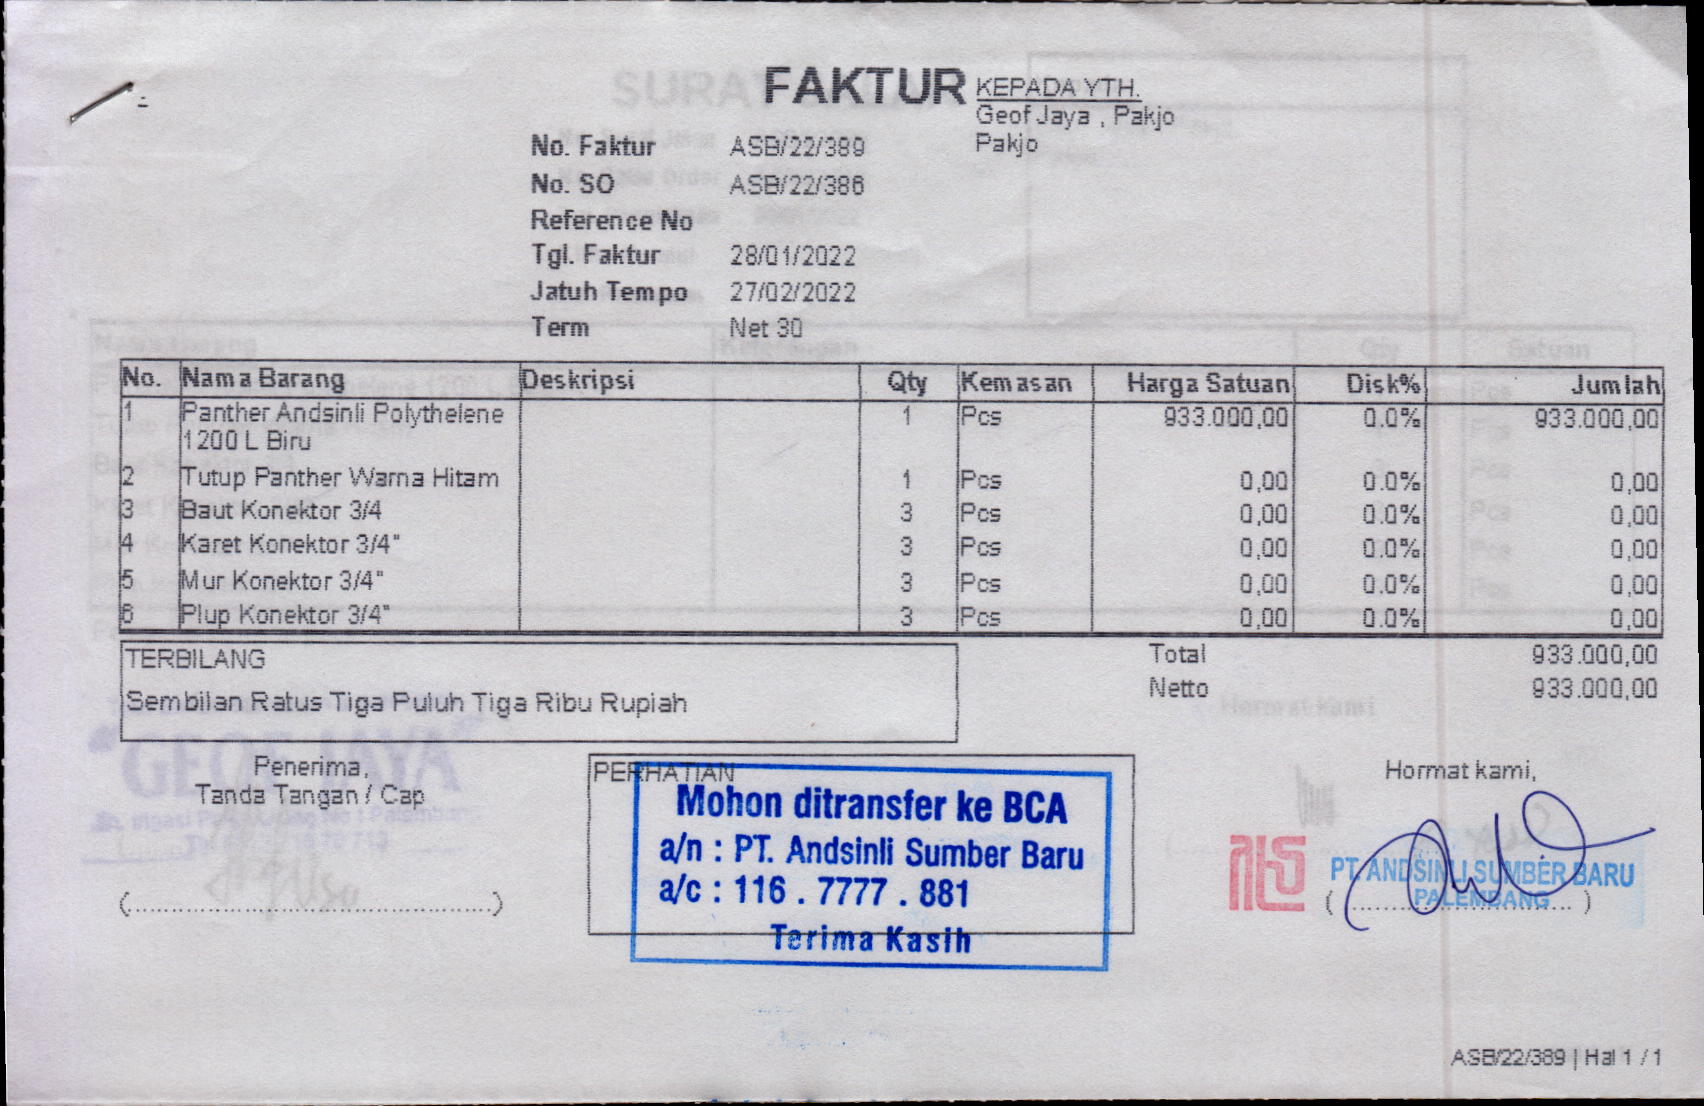 FAKTUR
KEPADA YTH.
Geof Jaya , Pakjo
Pakjo
No. Faktur ASB/22/389
No. SO ASB/22/386
Reference No
Tgl. Faktur 28/01/2022
Jatuh Tempo 27/02/2022
Term Net 30
No. Nama Barang Deskripsi Qty Kemasan Harga Satuan Disk% Jumlah
1 Panther Andsinli Polythelene 1 Pcs 933.000,00 0.0% 933.000,00
1200 L Biru
2 Tutup Panther Warna Hitam 1 Pcs 0,00 0.0% 0,00
3 Baut Konektor 3/4 3 Pcs 0,00 0.0% 0,00
4 Karet Konektor 3/4" 3 Pcs 0,00 0.0% 0,00
5 Mur Konektor 3/4" 3 Pcs 0,00 0.0% 0,00
6 Plup Konektor 3/4" 3 Pcs 0,00 0.0% 0,00
TERBILANG
Sembilan Ratus Tiga Puluh Tiga Ribu Rupiah
Total 933.000,00
Netto 933.000,00
Penerima,
Tanda Tangan / Cap
(..........................................)
PERHATIAN
Mohon ditransfer ke BCA
a/n : PT. Andsinli Sumber Baru
a/c : 116 . 7777 . 881
Terima Kasih
Hormat kami,
PT. ANDSINLI SUMBER BARU
PALEMBANG
(..........................)
ASB/22/389 | Hal 1 / 1
SURAT
GEOF JAYA
Hormat kami